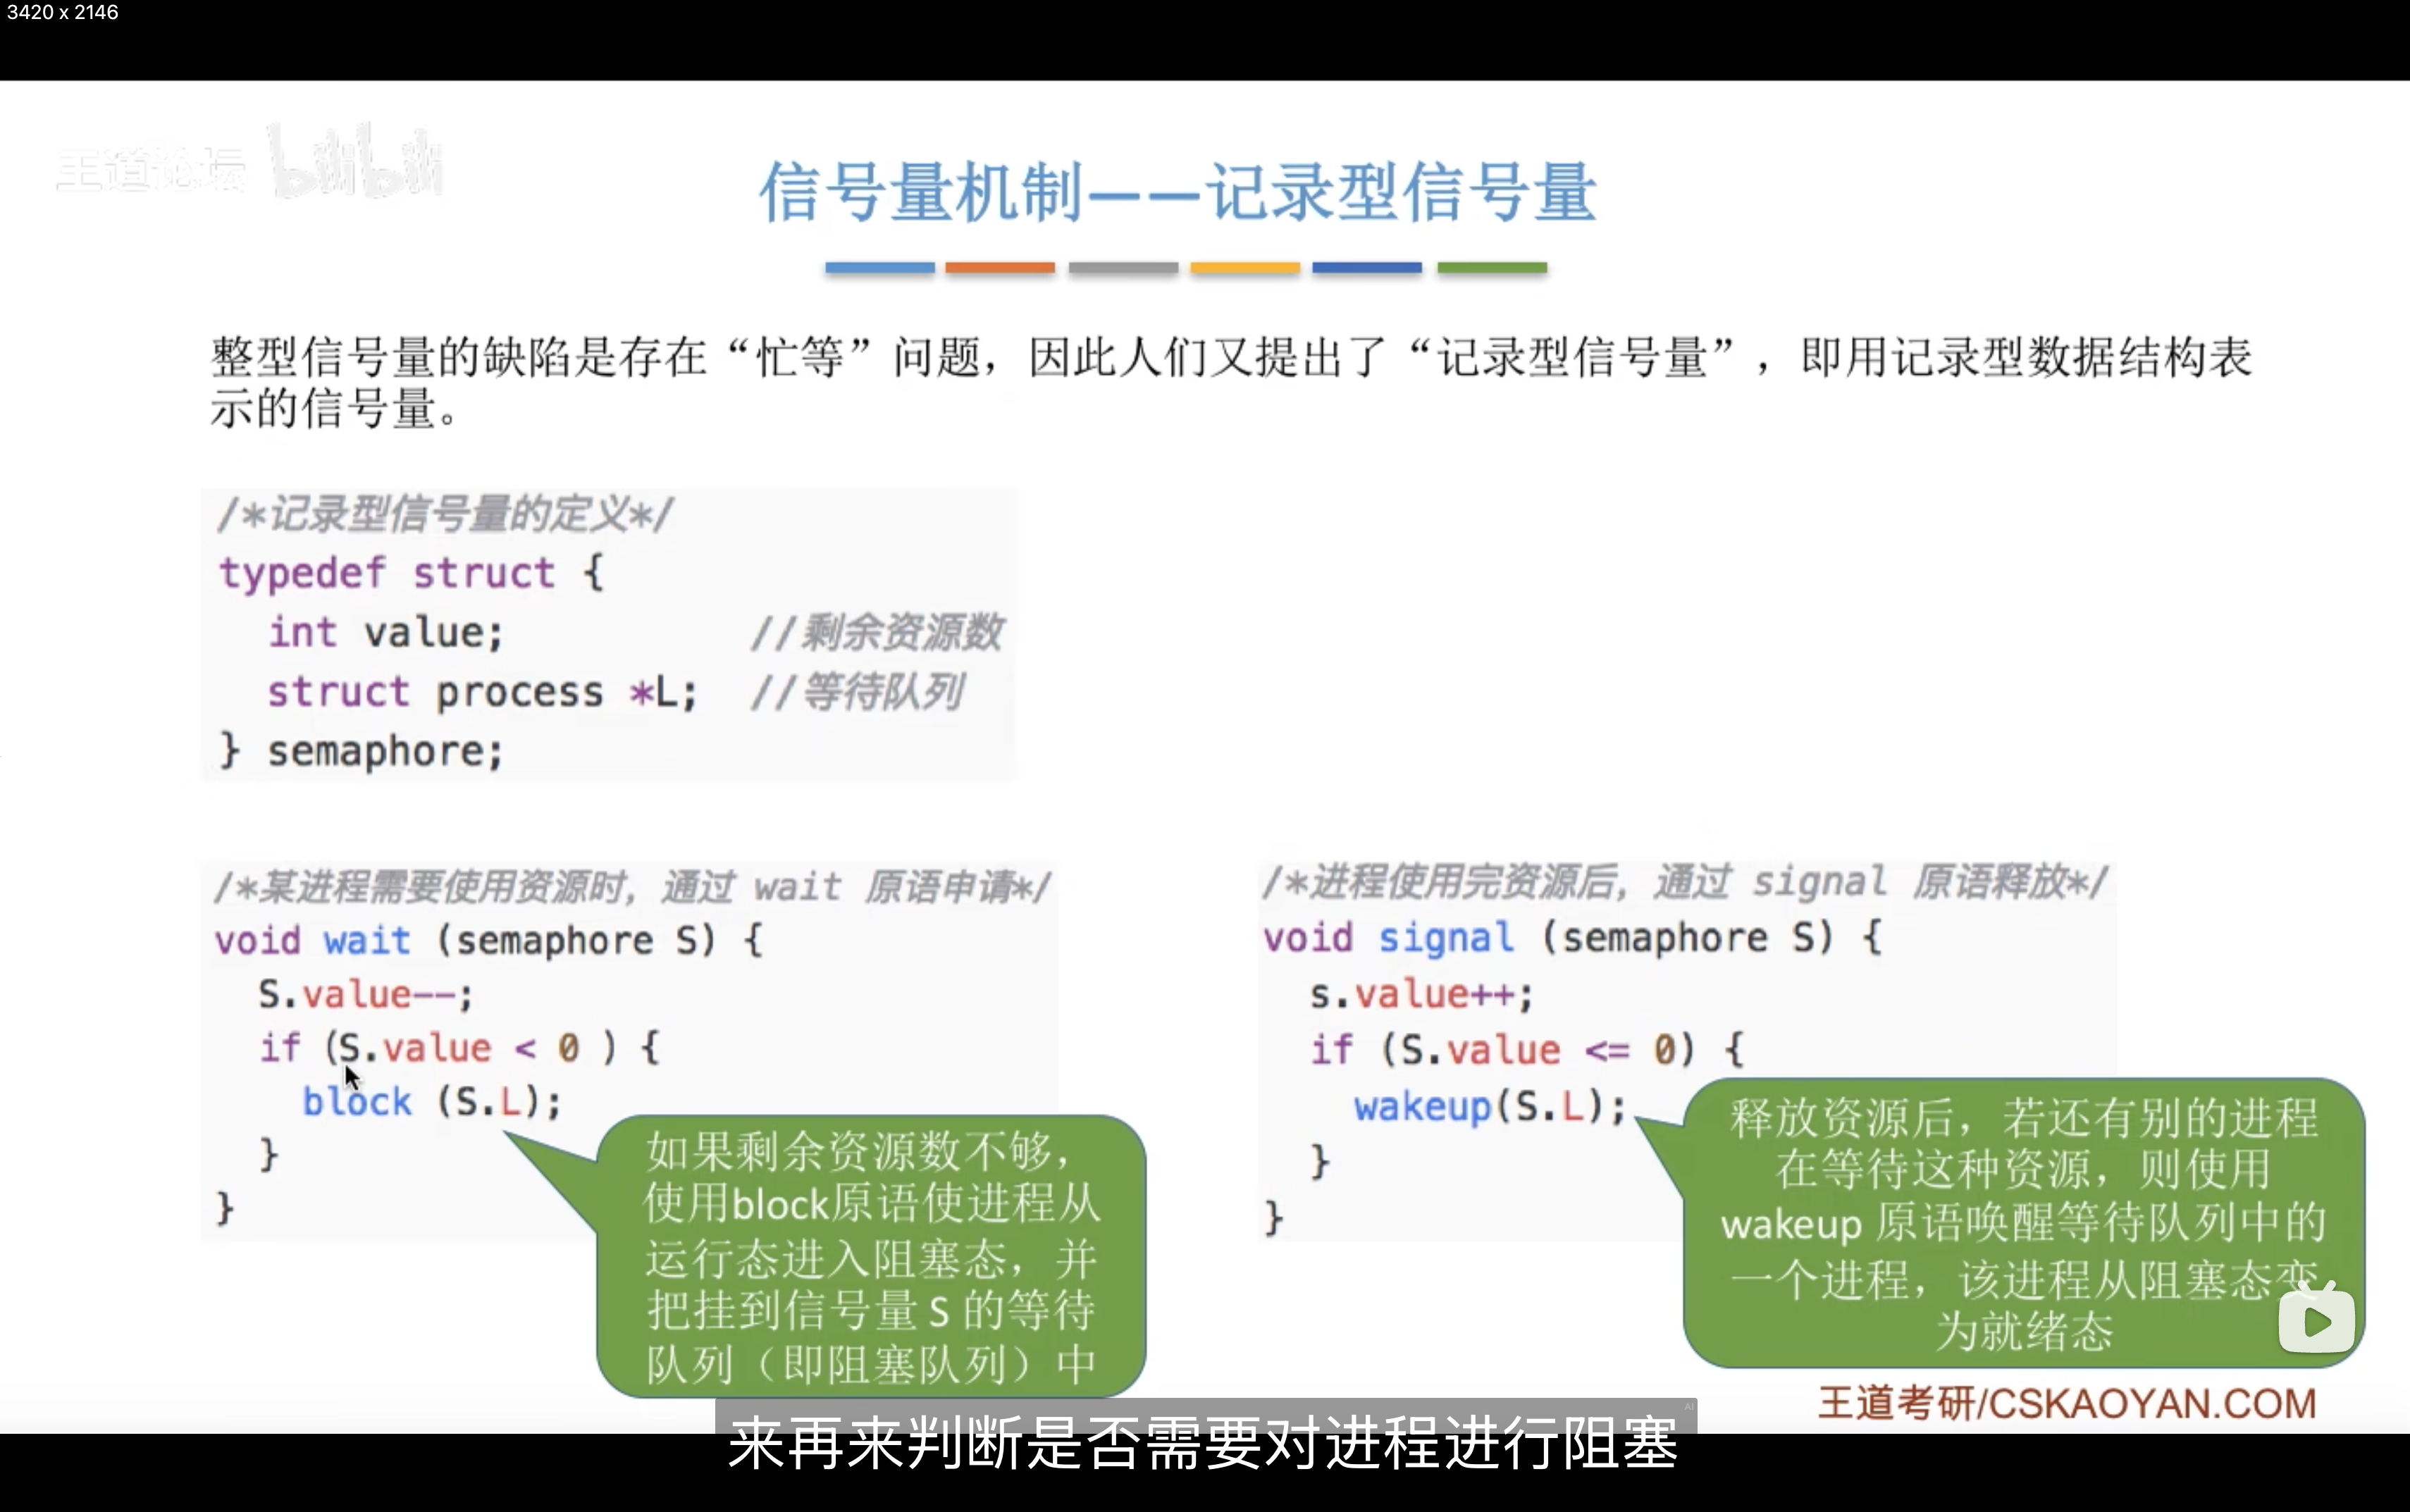 3420 x 2146
王道论坛 bilibili
信号量机制——记录型信号量
整型信号量的缺陷是存在“忙等”问题，因此人们又提出了“记录型信号量”，即用记录型数据结构表
示的信号量。
/*记录型信号量的定义*/
typedef struct {
int value; //剩余资源数
struct process *L; //等待队列
} semaphore;
/*某进程需要使用资源时，通过 wait 原语申请*/
void wait (semaphore S) {
S.value--;
if (S.value < 0 ) {
block (S.L);
}
}
如果剩余资源数不够，
使用block原语使进程从
运行态进入阻塞态，并
把挂到信号量 S 的等待
队列（即阻塞队列）中
/*进程使用完资源后，通过 signal 原语释放*/
void signal (semaphore S) {
s.value++;
if (S.value <= 0) {
wakeup(S.L);
}
}
释放资源后，若还有别的进程
在等待这种资源，则使用
wakeup 原语唤醒等待队列中的
一个进程，该进程从阻塞态变
为就绪态
王道考研/CSKAOYAN.COM
AI
来再来判断是否需要对进程进行阻塞